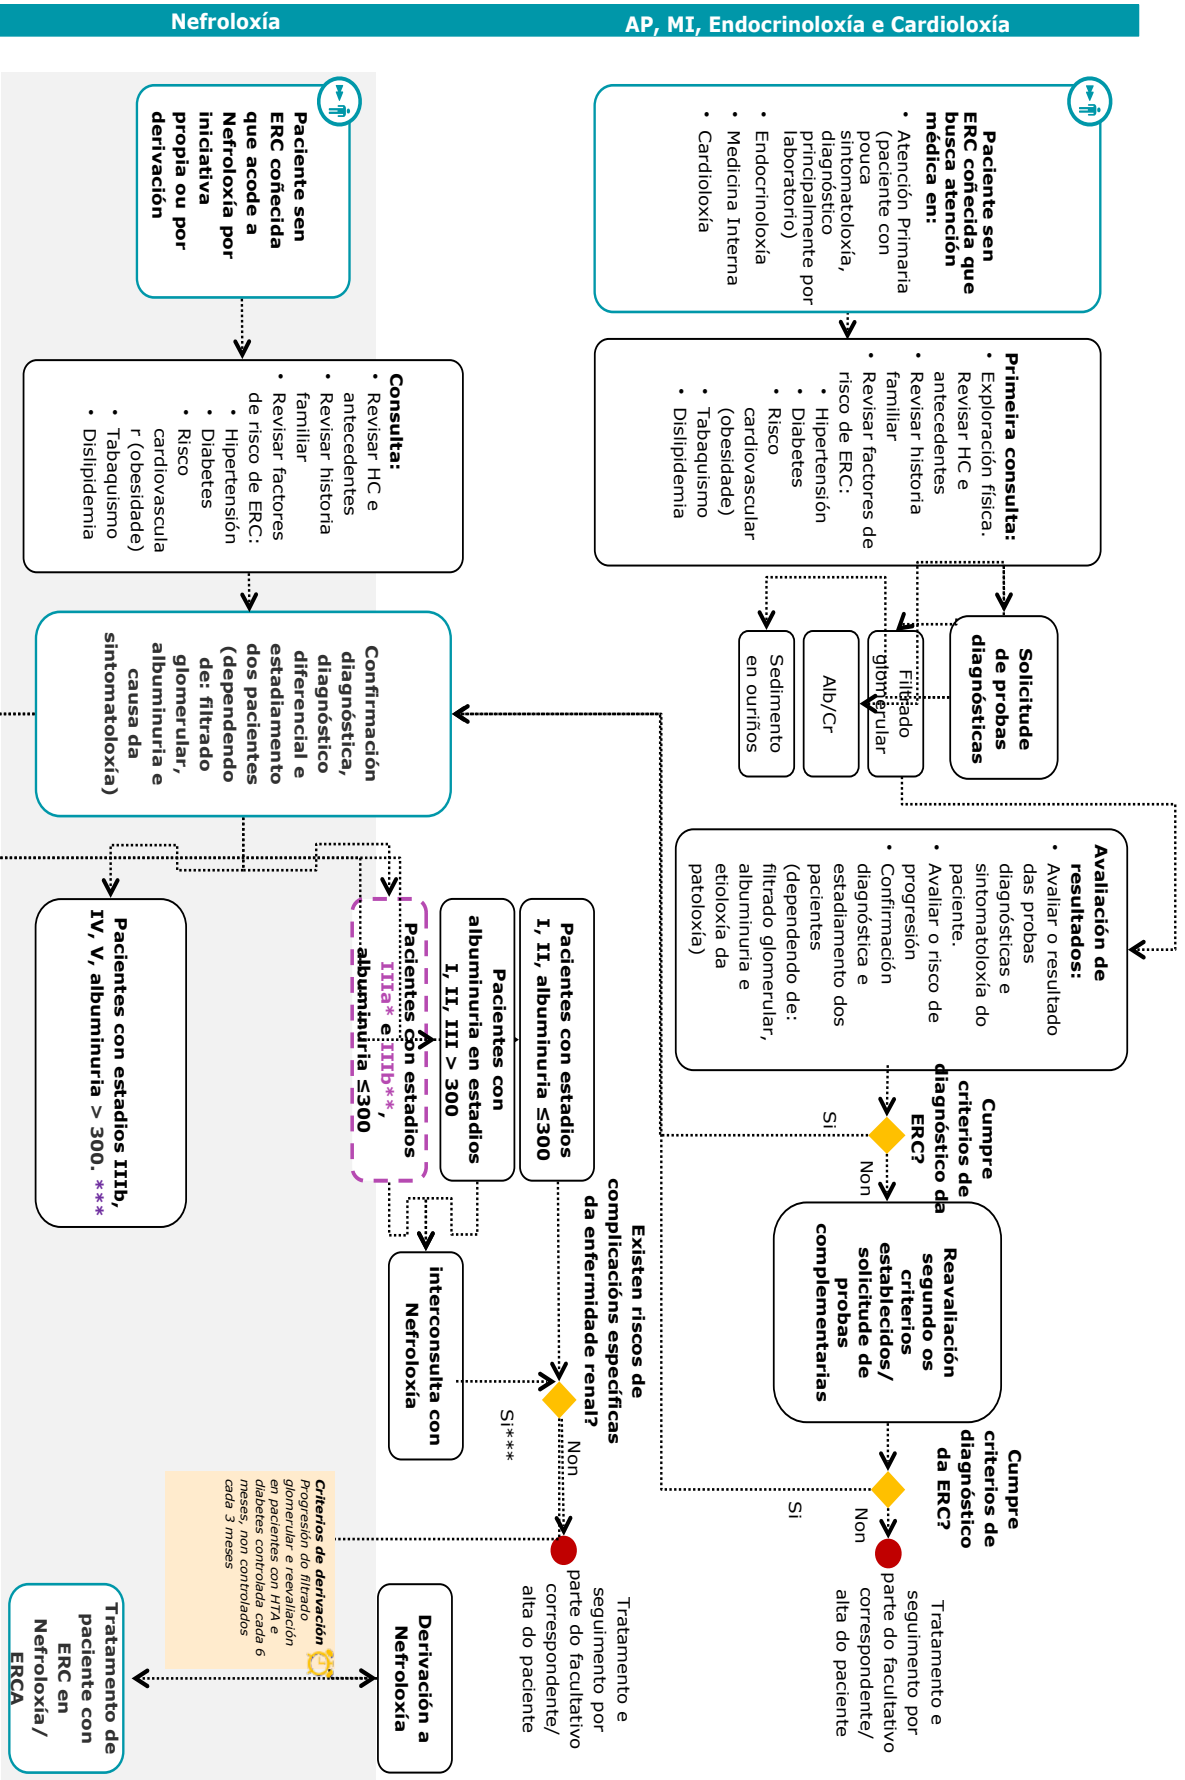 Nefroloxía
AP, MI, Endocrinoloxía e Cardioloxía
Paciente sen
ERC coñecida que
busca atención
médica en:
• Atención Primaria
(paciente con
pouca
sintomatoloxía,
diagnóstico
principalmente por
laboratorio)
• Endocrinoloxía
• Medicina Interna
• Cardioloxía
Primeira consulta:
• Exploración física.
Revisar HC e
antecedentes
• Revisar historia
familiar
• Revisar factores de
risco de ERC:
• Hipertensión
• Diabetes
• Risco
cardiovascular
(obesidade)
• Tabaquismo
• Dislipidemia
Solicitude
de probas
diagnósticas
Filtrado
glomerular
Alb/Cr
Sedimento
en ouriños
Avaliación de
resultados:
• Avaliar o resultado
das probas
diagnósticas e
sintomatoloxía do
paciente.
• Avaliar o risco de
progresión
• Confirmación
diagnóstica e
estadiamento dos
pacientes
(dependendo de:
filtrado glomerular,
albuminuria e
etioloxía da
patoloxía)
Cumpre
criterios de
diagnóstico da
ERC?
Si
Non
Reavaliación
segundo os
criterios
establecidos/
solicitude de
probas
complementarias
Cumpre
criterios de
diagnóstico
da ERC?
Si
Non
Tratamento e
seguimento por
parte do facultativo
correspondente/
alta do paciente
Paciente sen
ERC coñecida
que acode a
Nefroloxía por
iniciativa
propia ou por
derivación
Consulta:
• Revisar HC e
antecedentes
• Revisar historia
familiar
• Revisar factores
de risco de ERC:
• Hipertensión
• Diabetes
• Risco
cardiovascula
r (obesidade)
• Tabaquismo
• Dislipidemia
Confirmación
diagnóstica,
diagnóstico
diferencial e
estadiamento
dos pacientes
(dependendo
de: filtrado
glomerular,
albuminuria e
causa da
sintomatoloxía)
Pacientes con estadios
I, II, albuminuria ≤300
Pacientes con
albuminuria en estadios
I, II, III > 300
Pacientes con estadios
IIIa* e IIIb**,
albuminuria ≤300
Pacientes con estadios IIIb,
IV, V, albuminuria > 300. ***
Existen riscos de
complicacións específicas
da enfermidade renal?
interconsulta con
Nefroloxía
Si***
Non
Tratamento e
seguimento por
parte do facultativo
correspondente/
alta do paciente
Criterios de derivación
Progresión do filtrado
glomerular e reevaliación
en pacientes con HTA e
diabetes controlada cada 6
meses, non controlados
cada 3 meses
Derivación a
Nefroloxía
Tratamento de
paciente con
ERC en
Nefroloxía/
ERCA